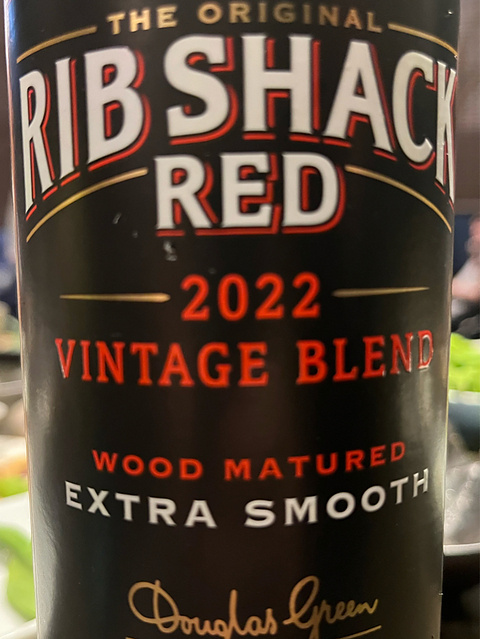 THE ORIGINAL
RIB SHACK
RED
2022
VINTAGE BLEND
WOOD MATURED
EXTRA SMOOTH
Douglas Green